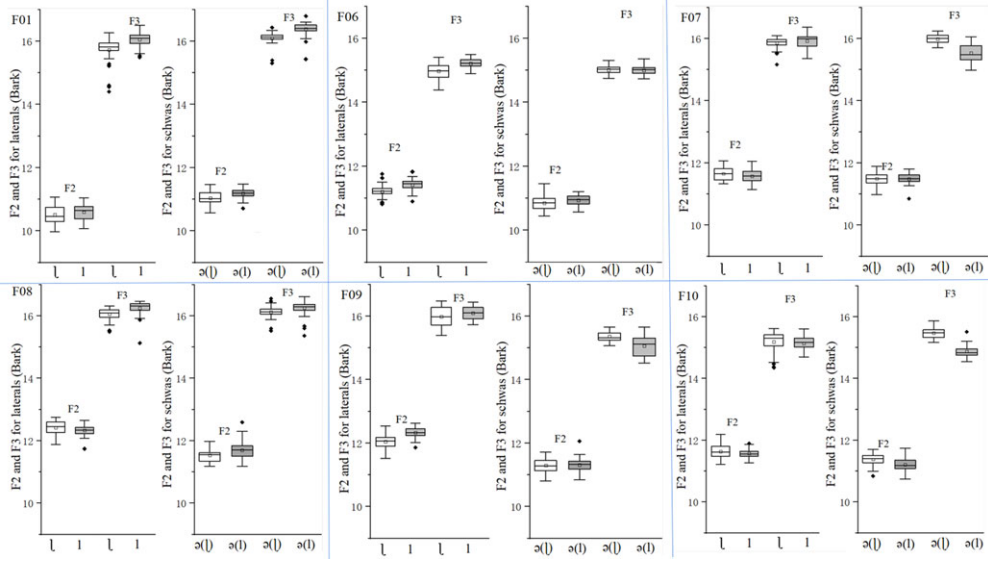 F01
F2 and F3 for laterals (Bark)
16
14
11
10
F3
F2
ɭ l ɭ l
F2 and F3 for schwas (Bark)
16
14
11
10
F3
F2
ə(ɭ) ə(l) ə(ɭ) ə(l)
F06
F2 and F3 for laterals (Bark)
16
14
11
10
F3
F2
ɭ l ɭ l
F2 and F3 for schwas (Bark)
16
14
11
10
F3
F2
ə(ɭ) ə(l) ə(ɭ) ə(l)
F07
F2 and F3 for laterals (Bark)
16
14
11
10
F3
F2
ɭ l ɭ l
F2 and F3 for schwas (Bark)
16
14
12
10
F3
F2
ə(ɭ) ə(l) ə(ɭ) ə(l)
F08
F2 and F3 for laterals (Bark)
16
14
12
10
F3
F2
ɭ l ɭ l
F2 and F3 for schwas (Bark)
16
14
12
10
F3
F2
ə(ɭ) ə(l) ə(ɭ) ə(l)
F09
F2 and F3 for laterals (Bark)
16
14
12
10
F3
F2
ɭ l ɭ l
F2 and F3 for schwas (Bark)
16
14
12
10
F3
F2
ə(ɭ) ə(l) ə(ɭ) ə(l)
F10
F2 and F3 for laterals (Bark)
16
14
12
10
F3
F2
ɭ l ɭ l
F2 and F3 for schwas (Bark)
16
14
12
10
F3
F2
ə(ɭ) ə(l) ə(ɭ) ə(l)